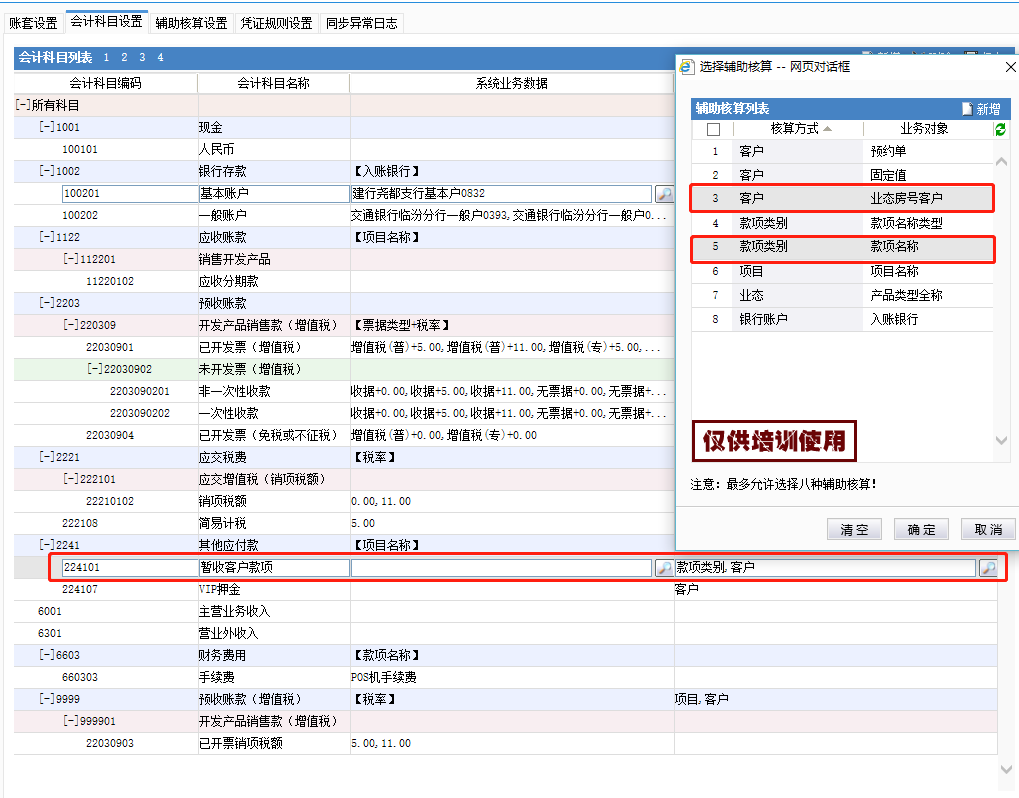 账套设置 会计科目设置 辅助核算设置 凭证规则设置 同步异常日志
会计科目列表 1 2 3 4
会计科目编码 会计科目名称 系统业务数据
[-]所有科目
[-]1001 现金
100101 人民币
[-]1002 银行存款 【入账银行】
100201 基本账户 建行尧都支行基本户0832
100202 一般账户 交通银行临汾分行一般户0393,交通银行临汾分行一般户0...
[-]1122 应收账款 【项目名称】
[-]112201 销售开发产品
11220102 应收分期款
[-]2203 预收账款
[-]220309 开发产品销售款（增值税） 【票据类型+税率】
22030901 已开发票（增值税） 增值税(普)+5.00,增值税(普)+11.00,增值税(专)+5.00,...
[-]22030902 未开发票（增值税）
2203090201 非一次性收款 收据+0.00,收据+5.00,收据+11.00,无票据+0.00,无票据+...
2203090202 一次性收款 收据+0.00,收据+5.00,收据+11.00,无票据+0.00,无票据+...
22030904 已开发票（免税或不征税） 增值税(普)+0.00,增值税(专)+0.00
[-]2221 应交税费 【税率】
[-]222101 应交增值税（销项税额）
22210102 销项税额 0.00,11.00
222108 简易计税 5.00
[-]2241 其他应付款 【项目名称】
224101 暂收客户款项 款项类别,客户
224107 VIP押金 客户
6001 主营业务收入
6301 营业外收入
[-]6603 财务费用 【款项名称】
660303 手续费 POS机手续费
[-]9999 预收账款（增值税） 【税率】 项目,客户
[-]999901 开发产品销售款（增值税）
22030903 已开票销项税额 5.00,11.00
选择辅助核算 -- 网页对话框
辅助核算列表 新增
核算方式 业务对象
1 客户 预约单
2 客户 固定值
3 客户 业态房号客户
4 款项类别 款项名称类型
5 款项类别 款项名称
6 项目 项目名称
7 业态 产品类型全称
8 银行账户 入账银行
仅供培训使用
注意：最多允许选择八种辅助核算!
清空 确定 取消